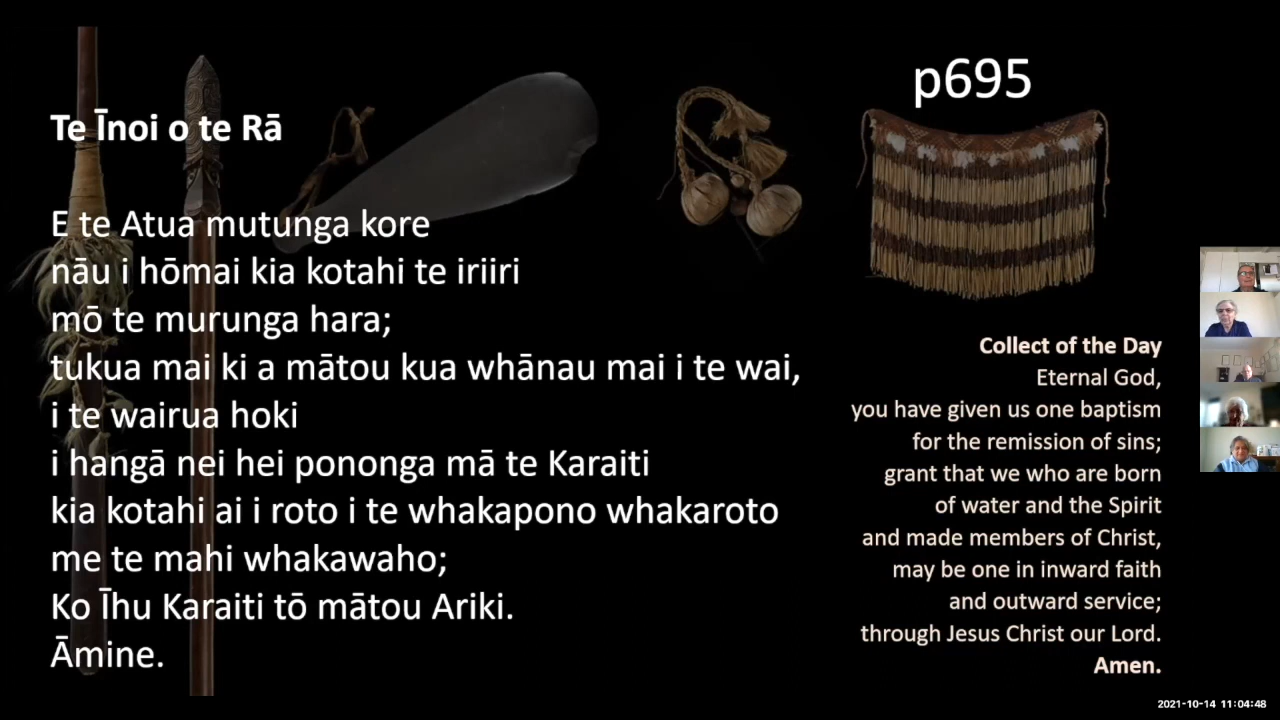 p695
Te Īnoi o te Rā
E te Atua mutunga kore
nāu i hōmai kia kotahi te iriiri
mō te murunga hara;
tukua mai ki a mātou kua whānau mai i te wai,
i te wairua hoki
i hangā nei hei pononga mā te Karaiti
kia kotahi ai i roto i te whakapono whakaroto
me te mahi whakawaho;
Ko Īhu Karaiti tō mātou Ariki.
Āmine.
Collect of the Day
Eternal God,
you have given us one baptism
for the remission of sins;
grant that we who are born
of water and the Spirit
and made members of Christ,
may be one in inward faith
and outward service;
through Jesus Christ our Lord.
Amen.
2021-10-14 11:04:48